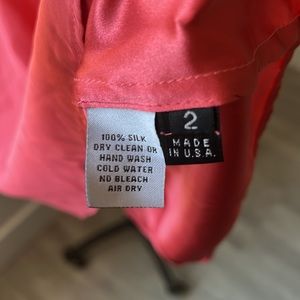 100% SILK
DRY CLEAN OR
HAND WASH
COLD WATER
NO BLEACH
AIR DRY
2
MADE
IN U.S.A.